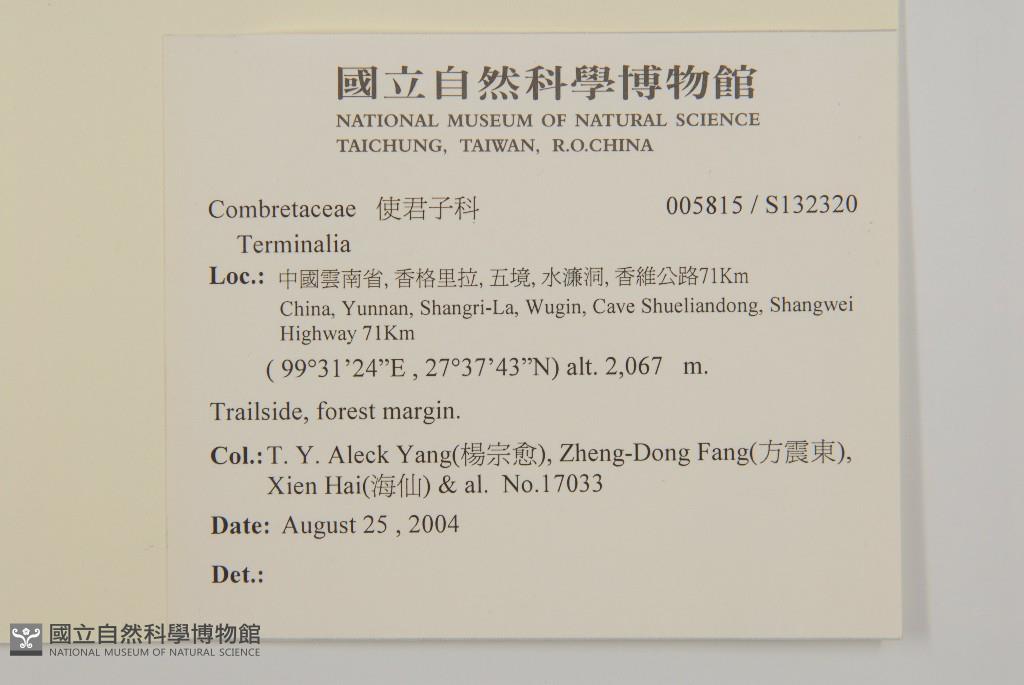 國立自然科學博物館
NATIONAL MUSEUM OF NATURAL SCIENCE
TAICHUNG, TAIWAN, R.O.CHINA
Combretaceae 使君子科 005815 / S132320
Terminalia
Loc.: 中國雲南省, 香格里拉, 五境, 水濂洞, 香維公路71Km
China, Yunnan, Shangri-La, Wugin, Cave Shueliandong, Shangwei
Highway 71Km
( 99°31’24”E , 27°37’43”N) alt. 2,067 m.
Trailside, forest margin.
Col.: T. Y. Aleck Yang(楊宗愈), Zheng-Dong Fang(方震東),
Xien Hai(海仙) & al. No.17033
Date: August 25 , 2004
Det.:
國立自然科學博物館
NATIONAL MUSEUM OF NATURAL SCIENCE